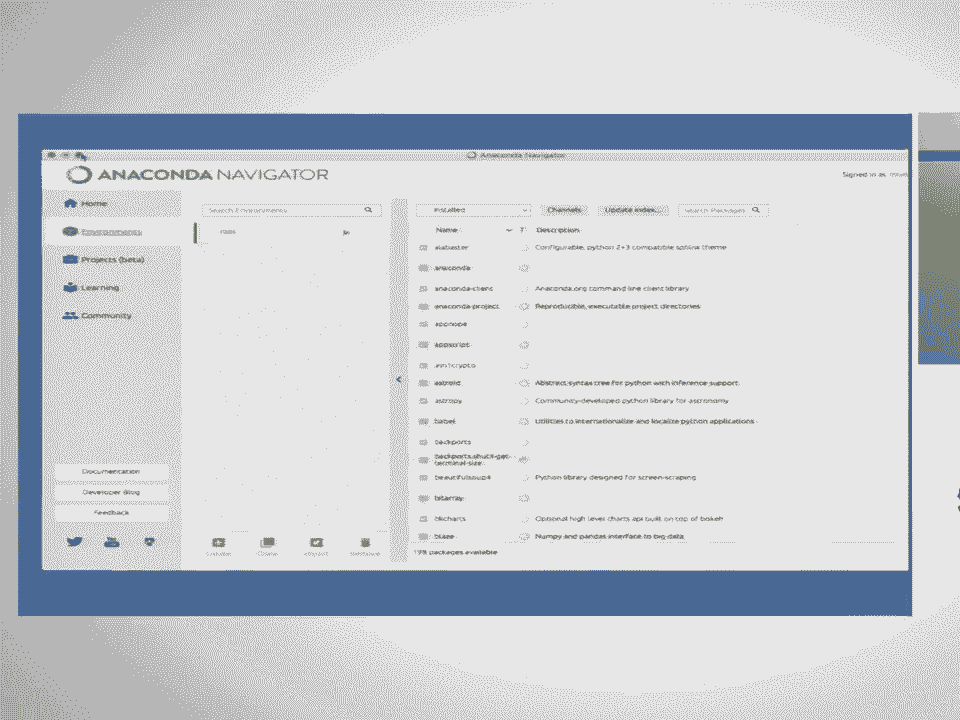 Anaconda Navigator
ANACONDA NAVIGATOR
Signed in as
Home
Environments
Projects (beta)
Learning
Community
Documentation
Developer Blog
Feedback
Search Environments
root
Create
Clone
Import
Remove
Installed
Channels
Update index...
Search Packages
Name T Description
alabaster Configurable, python 2+3 compatible sphinx theme
anaconda
anaconda-client Anaconda.org command line client library
anaconda-project Reproducible, executable project directories
appnope
appscript
asn1crypto
astroid Abstract syntax tree for python with inference support.
astropy Community-developed python library for astronomy
babel Utilities to internationalize and localize python applications
backports
backports.shutil-get-
terminal-size
beautifulsoup4 Python library designed for screen-scraping
bitarray
bkcharts Optional high level charts api built on top of bokeh
blaze Numpy and pandas interface to big data
198 packages available